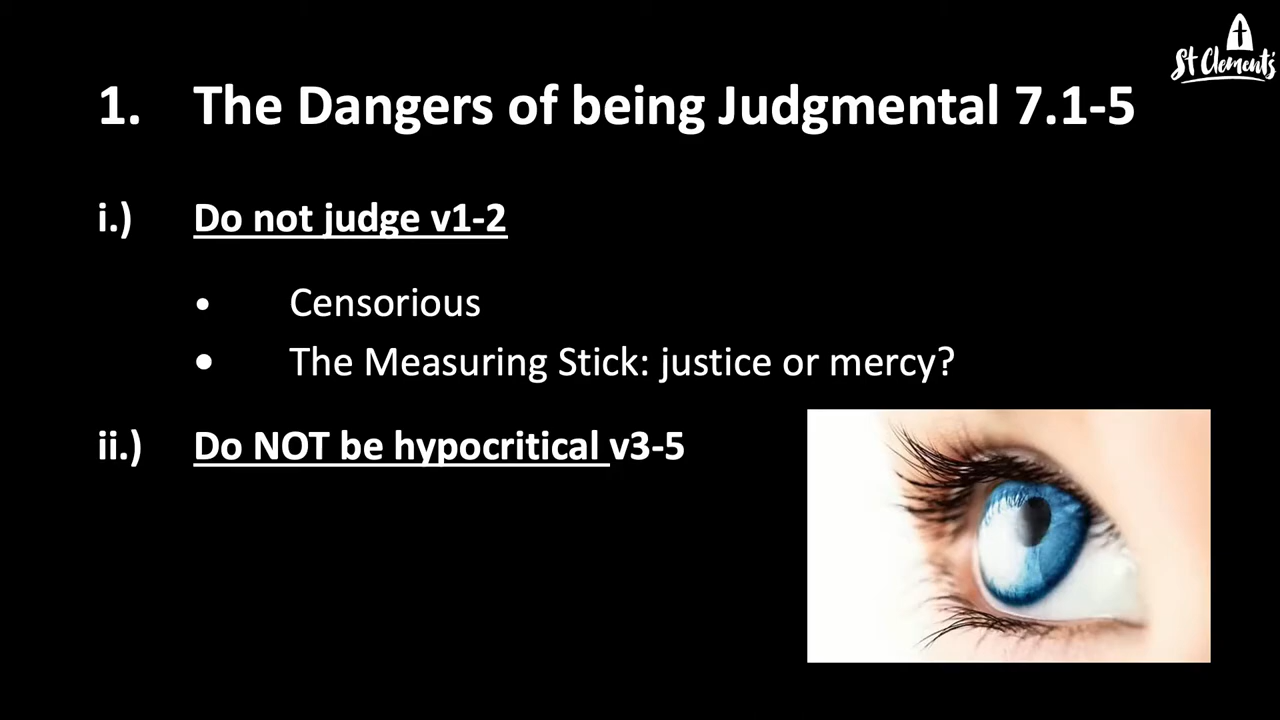 St Clement's
1. The Dangers of being Judgmental 7.1-5
i.) Do not judge v1-2
• Censorious
• The Measuring Stick: justice or mercy?
ii.) Do NOT be hypocritical v3-5